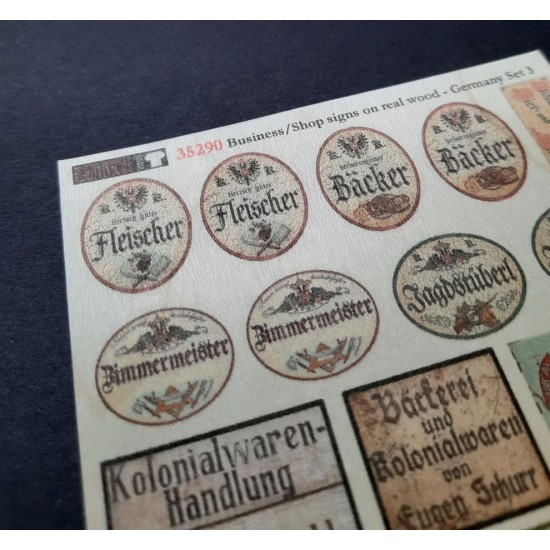 35290 Business/Shop signs on real wood - Germany Set 3
K. K.
Fleischer
K. K.
Fleischer
K. K.
Bäcker
K. K.
Bäcker
Zimmermeister
Zimmermeister
Jagdstüberl
Kolonialwaren-
Handlung
Bäckerei
und
Kolonialwaren
von
Eugen Schurr